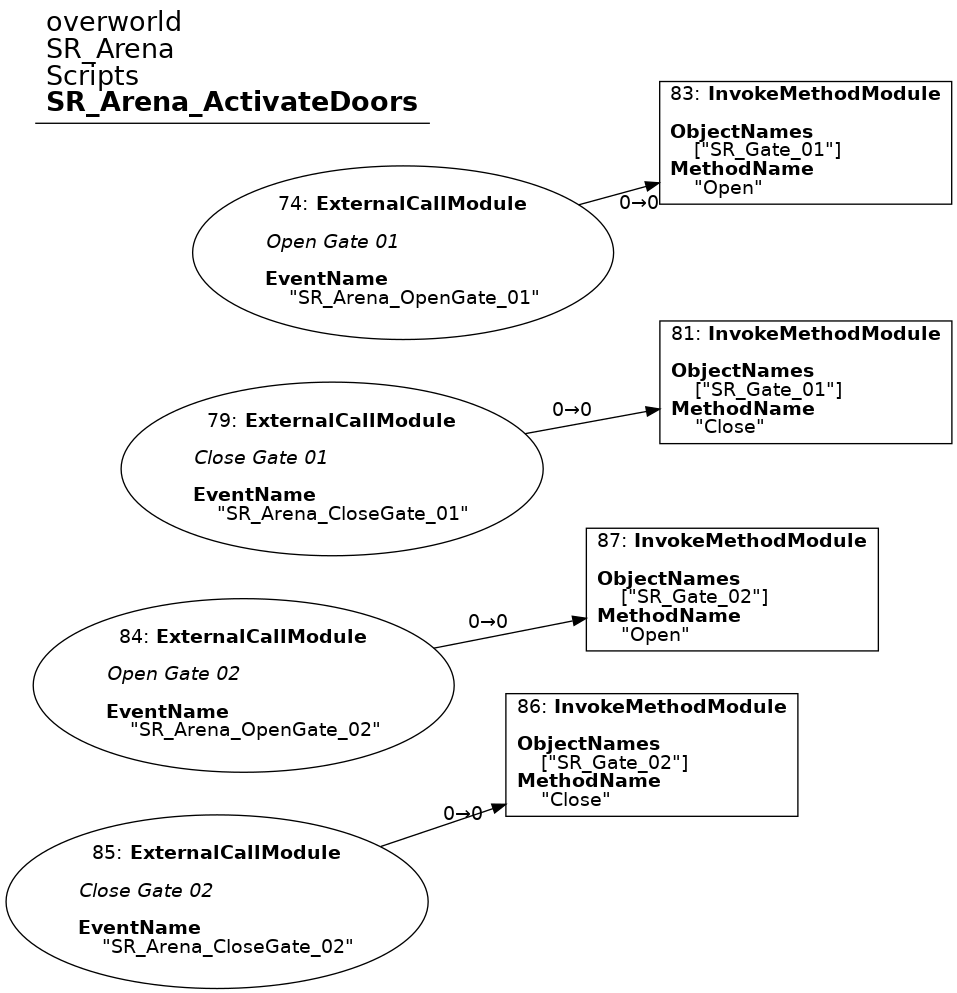 overworld
SR_Arena
Scripts
SR_Arena_ActivateDoors
83: InvokeMethodModule
ObjectNames
["SR_Gate_01"]
MethodName
"Open"
74: ExternalCallModule
Open Gate 01
EventName
"SR_Arena_OpenGate_01"
0→0
81: InvokeMethodModule
ObjectNames
["SR_Gate_01"]
MethodName
"Close"
79: ExternalCallModule
Close Gate 01
EventName
"SR_Arena_CloseGate_01"
0→0
87: InvokeMethodModule
ObjectNames
["SR_Gate_02"]
MethodName
"Open"
84: ExternalCallModule
Open Gate 02
EventName
"SR_Arena_OpenGate_02"
0→0
86: InvokeMethodModule
ObjectNames
["SR_Gate_02"]
MethodName
"Close"
85: ExternalCallModule
Close Gate 02
EventName
"SR_Arena_CloseGate_02"
0→0